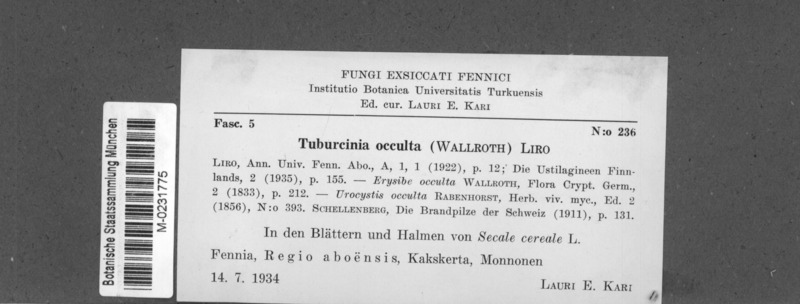 FUNGI EXSICCATI FENNICI
Institutio Botanica Universitatis Turkuensis
Ed. cur. LAURI E. KARI
Fasc. 5
N:o 236
Tuburcinia occulta (WALLROTH) LIRO
LIRO, Ann. Univ. Fenn. Abo., A, 1, 1 (1922), p. 12; Die Ustilagineen Finn-
lands, 2 (1935), p. 155. — Erysibe occulta WALLROTH, Flora Crypt. Germ.,
2 (1833), p. 212. — Urocystis occulta RABENHORST, Herb. viv. myc., Ed. 2
(1856), N:o 393. SCHELLENBERG, Die Brandpilze der Schweiz (1911), p. 131.
In den Blättern und Halmen von Secale cereale L.
Fennia, Regio aboënsis, Kakskerta, Monnonen
14. 7. 1934
LAURI E. KARI
Botanische Staatssammlung München
M-0231775